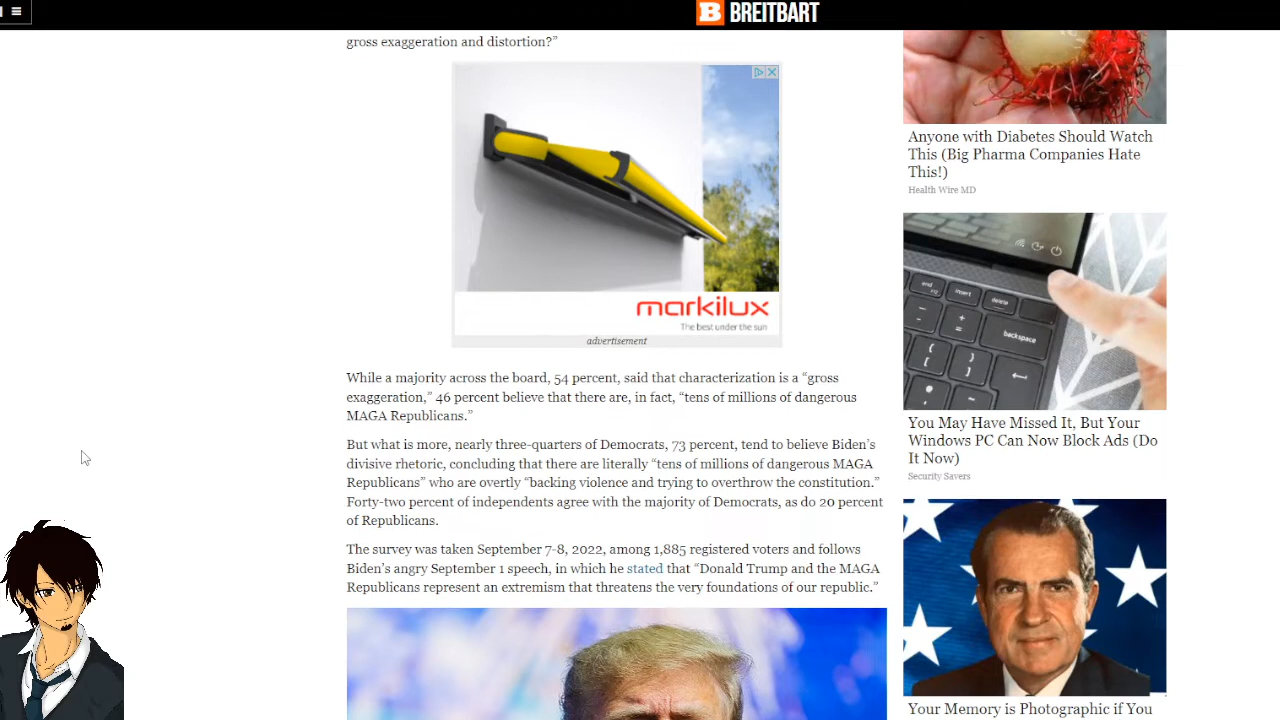 BREITBART
gross exaggeration and distortion?”
markilux
The best under the sun
advertisement
While a majority across the board, 54 percent, said that characterization is a “gross
exaggeration,” 46 percent believe that there are, in fact, “tens of millions of dangerous
MAGA Republicans.”
But what is more, nearly three-quarters of Democrats, 73 percent, tend to believe Biden’s
divisive rhetoric, concluding that there are literally “tens of millions of dangerous MAGA
Republicans” who are overtly “backing violence and trying to overthrow the constitution.”
Forty-two percent of independents agree with the majority of Democrats, as do 20 percent
of Republicans.
The survey was taken September 7-8, 2022, among 1,885 registered voters and follows
Biden’s angry September 1 speech, in which he stated that “Donald Trump and the MAGA
Republicans represent an extremism that threatens the very foundations of our republic.”
Anyone with Diabetes Should Watch
This (Big Pharma Companies Hate
This!)
Health Wire MD
insert
delete
backspace
You May Have Missed It, But Your
Windows PC Can Now Block Ads (Do
It Now)
Security Savers
Your Memory is Photographic if You